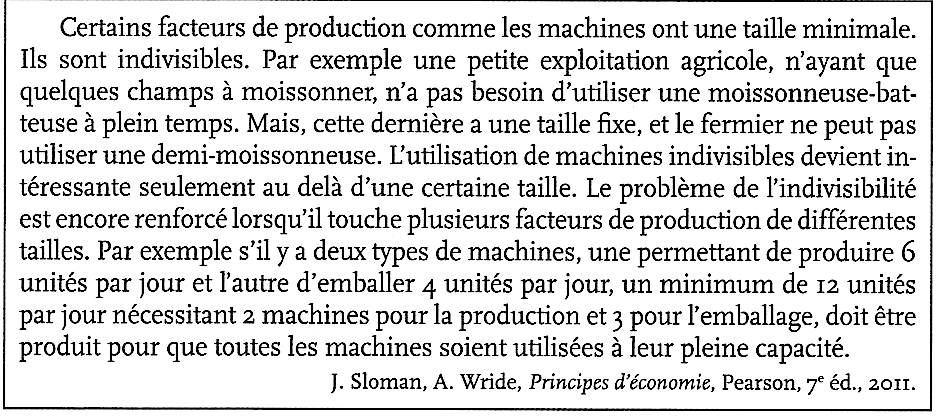 Certains facteurs de production comme les machines ont une taille minimale.
Ils sont indivisibles. Par exemple une petite exploitation agricole, n'ayant que
quelques champs à moissonner, n'a pas besoin d'utiliser une moissonneuse-bat-
teuse à plein temps. Mais, cette dernière a une taille fixe, et le fermier ne peut pas
utiliser une demi-moissonneuse. L'utilisation de machines indivisibles devient in-
téressante seulement au delà d'une certaine taille. Le problème de l'indivisibilité
est encore renforcé lorsqu'il touche plusieurs facteurs de production de différentes
tailles. Par exemple s'il y a deux types de machines, une permettant de produire 6
unités par jour et l'autre d'emballer 4 unités par jour, un minimum de 12 unités
par jour nécessitant 2 machines pour la production et 3 pour l'emballage, doit être
produit pour que toutes les machines soient utilisées à leur pleine capacité.
J. Sloman, A. Wride, Principes d'économie, Pearson, 7e éd., 2011.